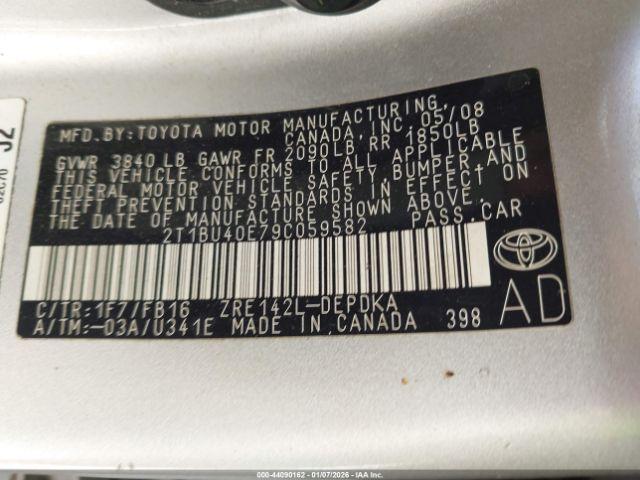 MFD. BY: TOYOTA MOTOR MANUFACTURING,
CANADA, INC. 05/08
GVWR 3840 LB GAWR FR 2090LB RR 1850LB
THIS VEHICLE CONFORMS TO ALL APPLICABLE
FEDERAL MOTOR VEHICLE SAFETY, BUMPER, AND
THEFT PREVENTION STANDARDS IN EFFECT ON
THE DATE OF MANUFACTURE SHOWN ABOVE.
2T1BU40E79C059582 PASS. CAR
C/TR: 1F7/FB16 ZRE142L-DEPDKA
A/TM: -03A/U341E MADE IN CANADA 398
TOYOTA
AD
000-44090162 - 01/07/2026 - IAA Inc.